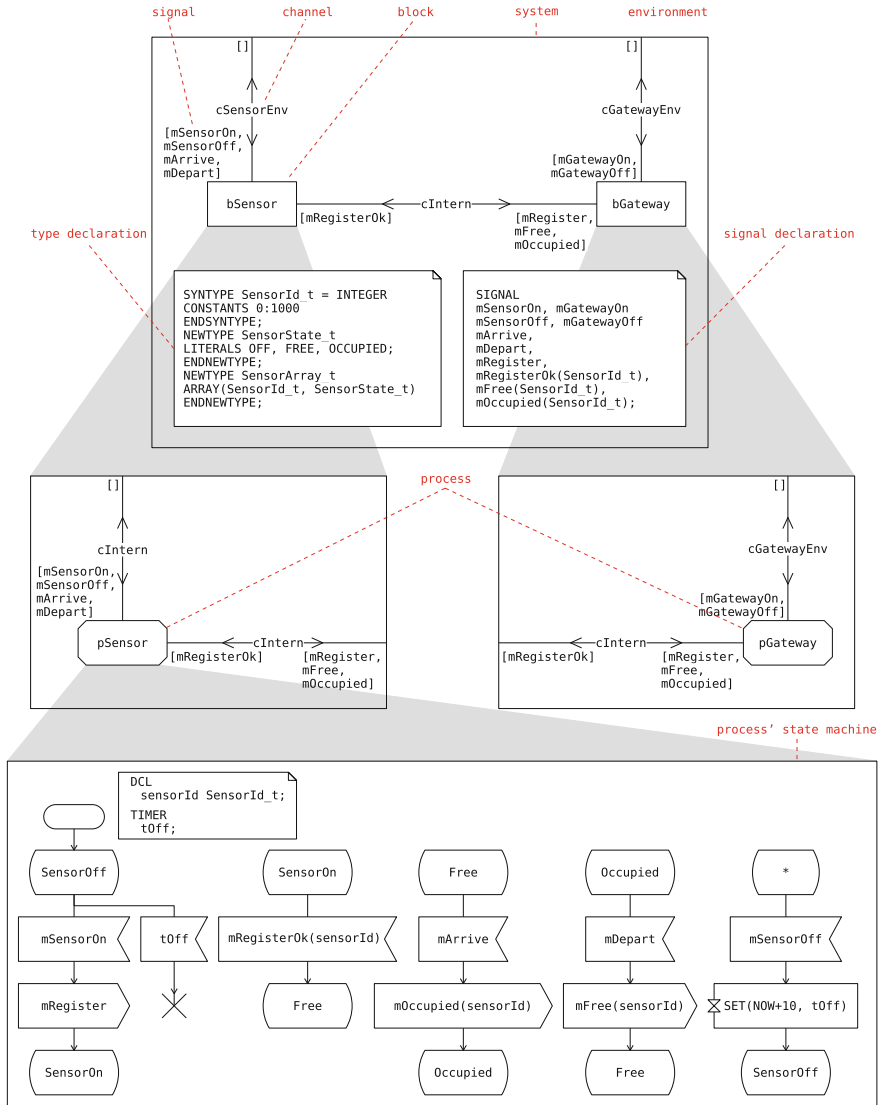 signal
channel
block
system
environment
[]
[]
cSensorEnv
cGatewayEnv
[mSensorOn,
mSensorOff,
mArrive,
mDepart]
[mGatewayOn,
mGatewayOff]
bSensor
cIntern
bGateway
[mRegisterOk]
[mRegister,
mFree,
mOccupied]
type declaration
signal declaration
SYNTYPE SensorId_t = INTEGER
CONSTANTS 0:1000
ENDSYNTYPE;
NEWTYPE SensorState_t
LITERALS OFF, FREE, OCCUPIED;
ENDNEWTYPE;
NEWTYPE SensorArray_t
ARRAY(SensorId_t, SensorState_t)
ENDNEWTYPE;
SIGNAL
mSensorOn, mGatewayOn
mSensorOff, mGatewayOff
mArrive,
mDepart,
mRegister,
mRegisterOk(SensorId_t),
mFree(SensorId_t),
mOccupied(SensorId_t);
process
[]
cIntern
[mSensorOn,
mSensorOff,
mArrive,
mDepart]
pSensor
cIntern
[mRegisterOk]
[mRegister,
mFree,
mOccupied]
[]
cGatewayEnv
[mGatewayOn,
mGatewayOff]
cIntern
pGateway
[mRegisterOk]
[mRegister,
mFree,
mOccupied]
process’ state machine
DCL
sensorId SensorId_t;
TIMER
tOff;
SensorOff
SensorOn
Free
Occupied
*
mSensorOn
tOff
mRegisterOk(sensorId)
mArrive
mDepart
mSensorOff
mRegister
Free
mOccupied(sensorId)
mFree(sensorId)
SET(NOW+10, tOff)
SensorOn
Occupied
Free
SensorOff